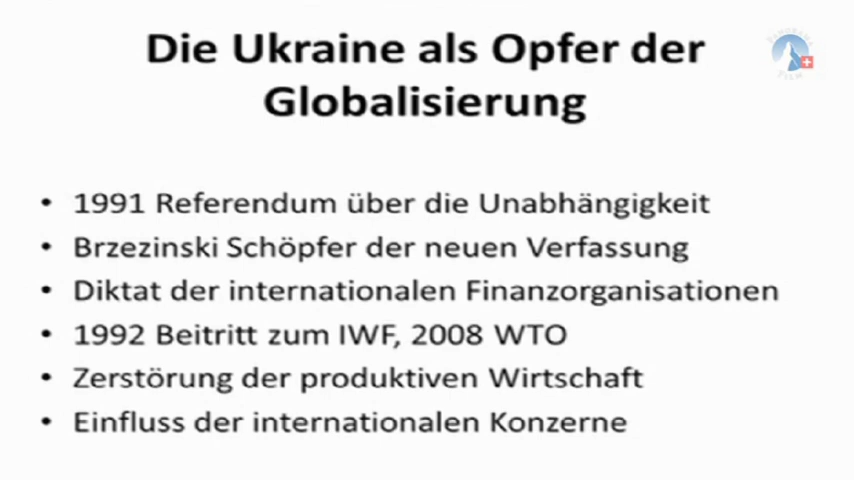 Die Ukraine als Opfer der
Globalisierung
• 1991 Referendum über die Unabhängigkeit
• Brzezinski Schöpfer der neuen Verfassung
• Diktat der internationalen Finanzorganisationen
• 1992 Beitritt zum IWF, 2008 WTO
• Zerstörung der produktiven Wirtschaft
• Einfluss der internationalen Konzerne